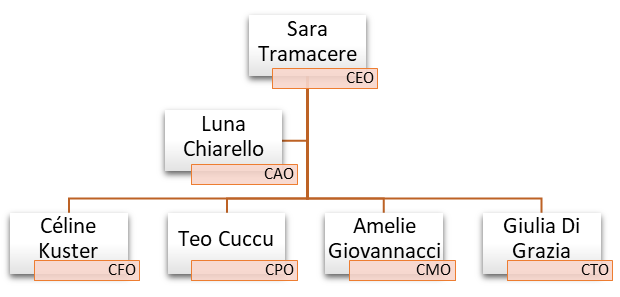 Sara
Tramacere
CEO
Luna
Chiarello
CAO
Céline
Kuster
CFO
Teo Cuccu
CPO
Amelie
Giovannacci
CMO
Giulia Di
Grazia
CTO